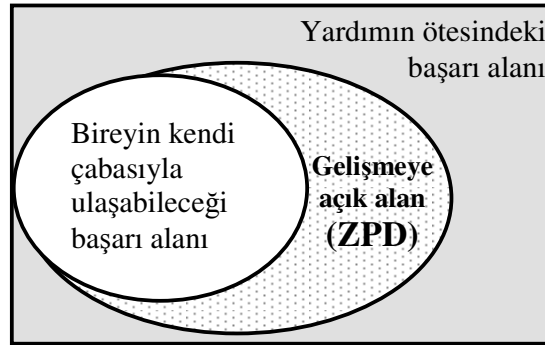 Yardımın ötesindeki
başarı alanı
Bireyin kendi
çabasıyla
ulaşabileceği
başarı alanı
Gelişmeye
açık alan
(ZPD)